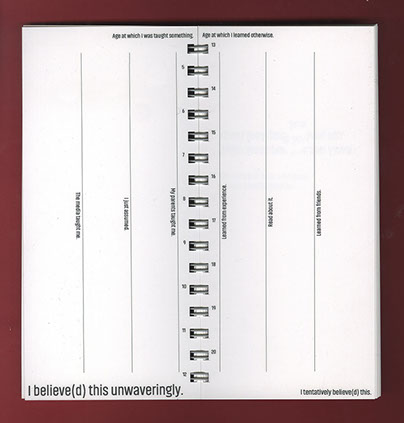 Age at which I was taught something.
Age at which I learned otherwise.
13
5
14
6
15
7
16
8
17
9
18
10
19
11
20
12
The media taught me.
I just assumed.
My parents taught me.
Learned from experience.
Read about it.
Learned from friends.
I believe(d) this unwaveringly.
I tentatively believe(d) this.